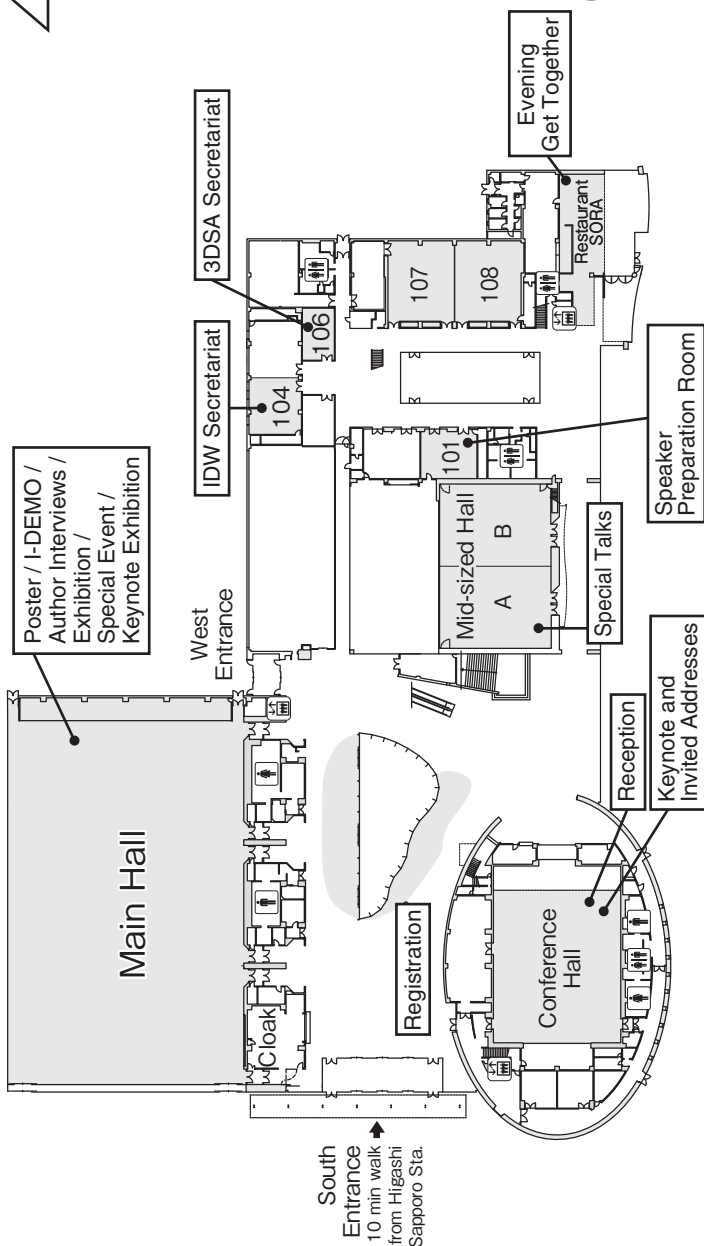 Poster / I-DEMO /
Author Interviews /
Exhibition /
Special Event /
Keynote Exhibition
Main Hall
West
Entrance
IDW Secretariat
3DSA Secretariat
104
106
107
108
Evening
Get Together
Restaurant
SORA
101
Speaker
Preparation Room
Mid-sized Hall
A
B
Special Talks
Cloak
Registration
Conference
Hall
Reception
Keynote and
Invited Addresses
South
Entrance
10 min walk
from Higashi
Sapporo Sta.